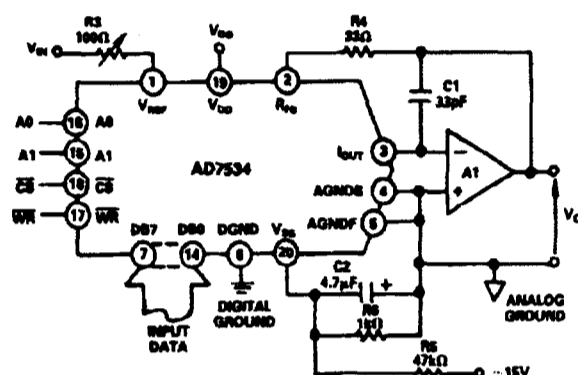 R3
100Ω
VIN
VDD
R4
33Ω
1
19
2
VREF
VDD
RFB
C1
33pF
A0
16
A0
A1
15
A1
CS
18
CS
WR
17
WR
AD7534
IOUT
3
AGNDS
4
AGNDF
5
−
+
A1
VO
DB7
DB0
DGND
VSS
7
14
6
20
INPUT
DATA
DIGITAL
GROUND
C2
4.7µF
+
R6
1kΩ
R5
47kΩ
−15V
ANALOG
GROUND